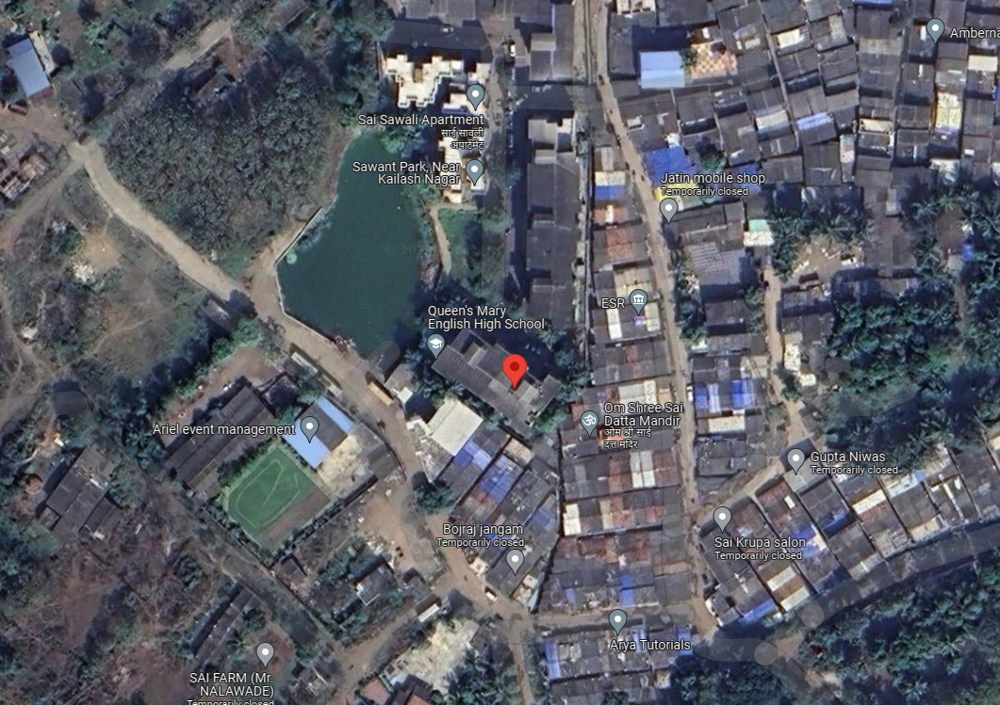 Amberna
Sai Sawali Apartment
साई सावली
अपार्टमेंट
Sawant Park, Near
Kailash Nagar
Jatin mobile shop
Temporarily closed
ESR
Queen's Mary
English High School
Om Shree Sai
Datta Mandir
ओम श्री साई
दत्त मंदिर
Ariel event management
Gupta Niwas
Temporarily closed
Bojraj jangam
Temporarily closed
Sai Krupa salon
Temporarily closed
Arya Tutorials
SAI FARM (Mr.
NALAWADE)
Temporarily closed